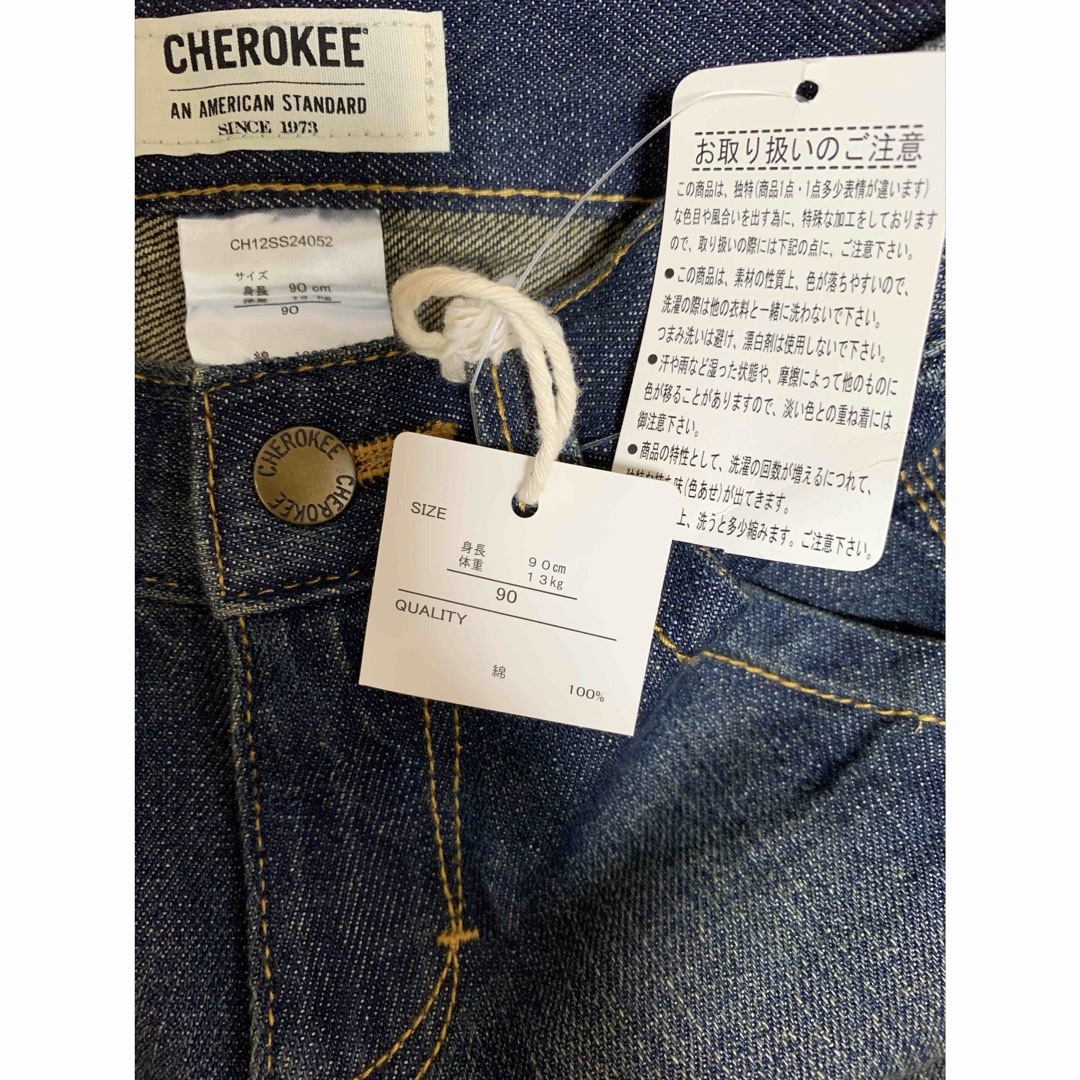 CHEROKEE®
AN AMERICAN STANDARD
SINCE 1973
CH12SS24052
サイズ
身長 90 cm
体重 13 kg
90
綿
CHEROKEE
CHEROKEE
SIZE
身長 90cm
体重 13kg
90
QUALITY
綿 100%
お取り扱いのご注意
この商品は、独特(商品1点・1点多少表情が違います)
な色目や風合いを出す為に、特殊な加工をしております
ので、取り扱いの際には下記の点に、ご注意下さい。
●この商品は、素材の性質上、色が落ちやすいので、
洗濯の際は他の衣料と一緒に洗わないで下さい。
つまみ洗いは避け、漂白剤は使用しないで下さい。
●汗や雨など湿った状態や、摩擦によって他のものに
色が移ることがありますので、淡い色との重ね着には
御注意下さい。
●商品の特性として、洗濯の回数が増えるにつれて、
味(色あせ)が出てきます。
上、洗うと多少縮みます。ご注意下さい。